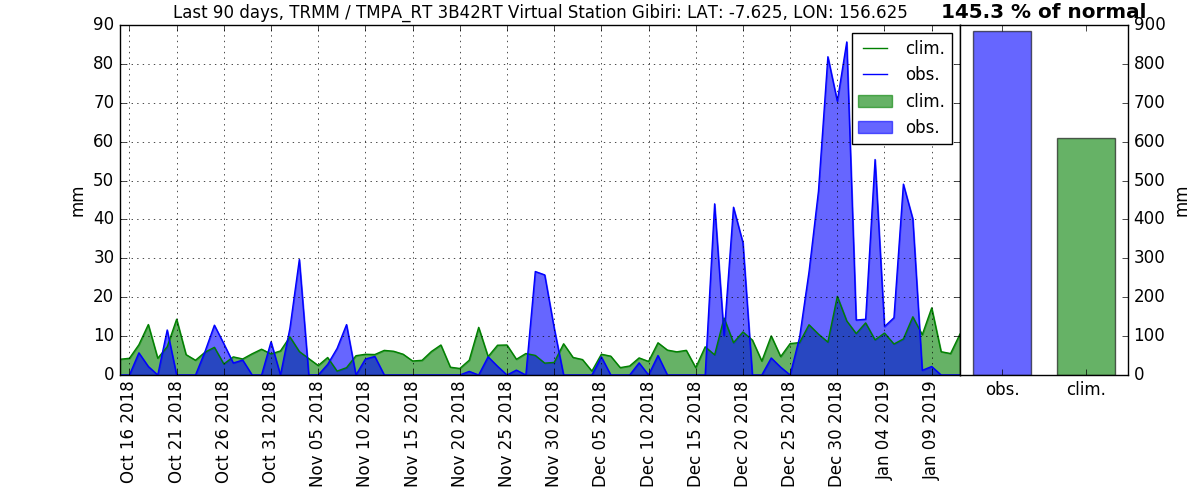 Last 90 days, TRMM / TMPA_RT 3B42RT Virtual Station Gibiri: LAT: -7.625, LON: 156.625
145.3 % of normal
90
80
70
60
50
40
30
20
10
0
mm
clim.
obs.
clim.
obs.
Oct 16 2018
Oct 21 2018
Oct 26 2018
Oct 31 2018
Nov 05 2018
Nov 10 2018
Nov 15 2018
Nov 20 2018
Nov 25 2018
Nov 30 2018
Dec 05 2018
Dec 10 2018
Dec 15 2018
Dec 20 2018
Dec 25 2018
Dec 30 2018
Jan 04 2019
Jan 09 2019
900
800
700
600
500
400
300
200
100
0
mm
obs.
clim.